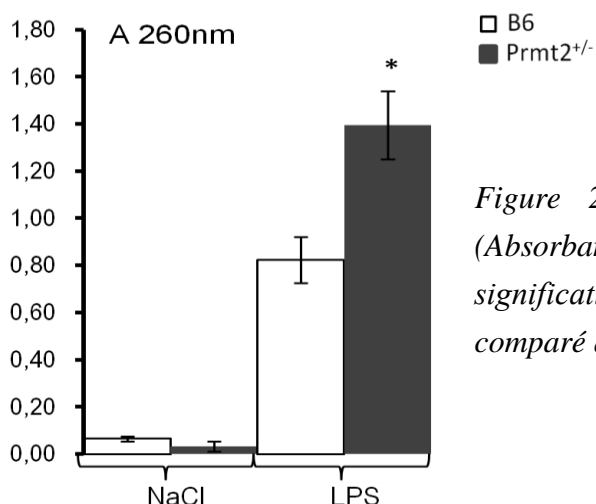 A 260nm
1,80
1,60
1,40
1,20
1,00
0,80
0,60
0,40
0,20
0,00
*
NaCl
LPS
B6
Prmt2+/-
Figure 2
(Absorban
significati
comparé